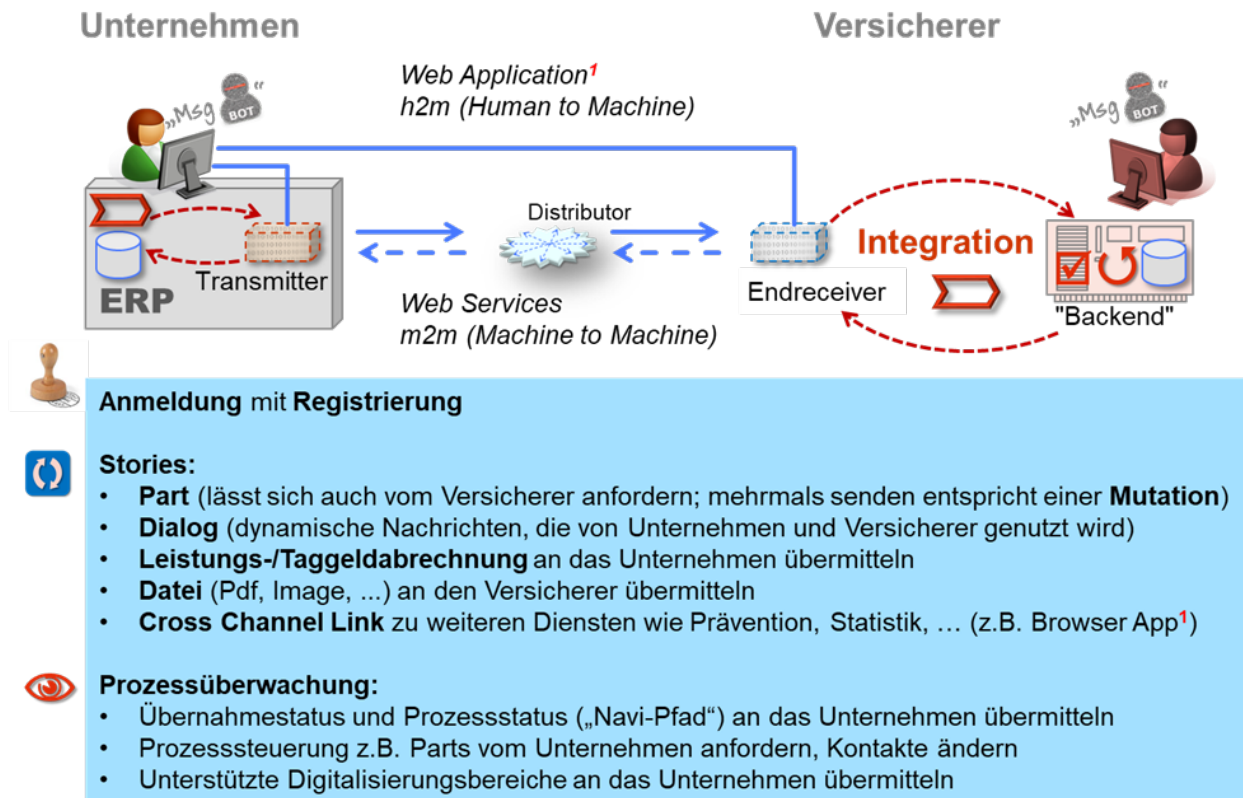 Unternehmen
Versicherer
Web Application¹
h2m (Human to Machine)
„Msg BOT“
„Msg BOT“
Distributor
Transmitter
ERP
Integration
Endreceiver
"Backend"
Web Services
m2m (Machine to Machine)
Anmeldung mit Registrierung
Stories:
• Part (lässt sich auch vom Versicherer anfordern; mehrmals senden entspricht einer Mutation)
• Dialog (dynamische Nachrichten, die von Unternehmen und Versicherer genutzt wird)
• Leistungs-/Taggeldabrechnung an das Unternehmen übermitteln
• Datei (Pdf, Image, ...) an den Versicherer übermitteln
• Cross Channel Link zu weiteren Diensten wie Prävention, Statistik, … (z.B. Browser App¹)
Prozessüberwachung:
• Übernahmestatus und Prozessstatus („Navi-Pfad“) an das Unternehmen übermitteln
• Prozesssteuerung z.B. Parts vom Unternehmen anfordern, Kontakte ändern
• Unterstützte Digitalisierungsbereiche an das Unternehmen übermitteln